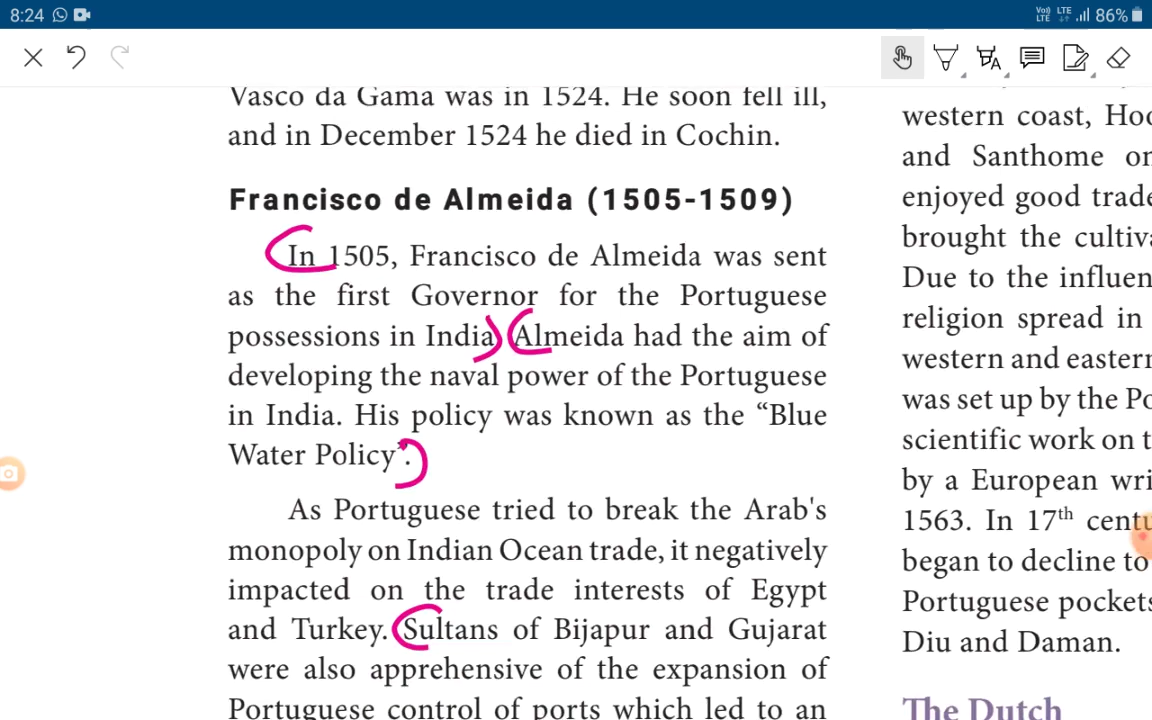 8:24
Vo) LTE LTE 86%
Vasco da Gama was in 1524. He soon fell ill,
and in December 1524 he died in Cochin.
Francisco de Almeida (1505-1509)
In 1505, Francisco de Almeida was sent
as the first Governor for the Portuguese
possessions in India. Almeida had the aim of
developing the naval power of the Portuguese
in India. His policy was known as the “Blue
Water Policy”.
As Portuguese tried to break the Arab's
monopoly on Indian Ocean trade, it negatively
impacted on the trade interests of Egypt
and Turkey. Sultans of Bijapur and Gujarat
were also apprehensive of the expansion of
Portuguese control of ports which led to an
western coast, Hoo
and Santhome on
enjoyed good trade
brought the cultiva
Due to the influen
religion spread in
western and eastern
was set up by the Po
scientific work on t
by a European wri
1563. In 17th centu
began to decline to
Portuguese pockets
Diu and Daman.
The Dutch